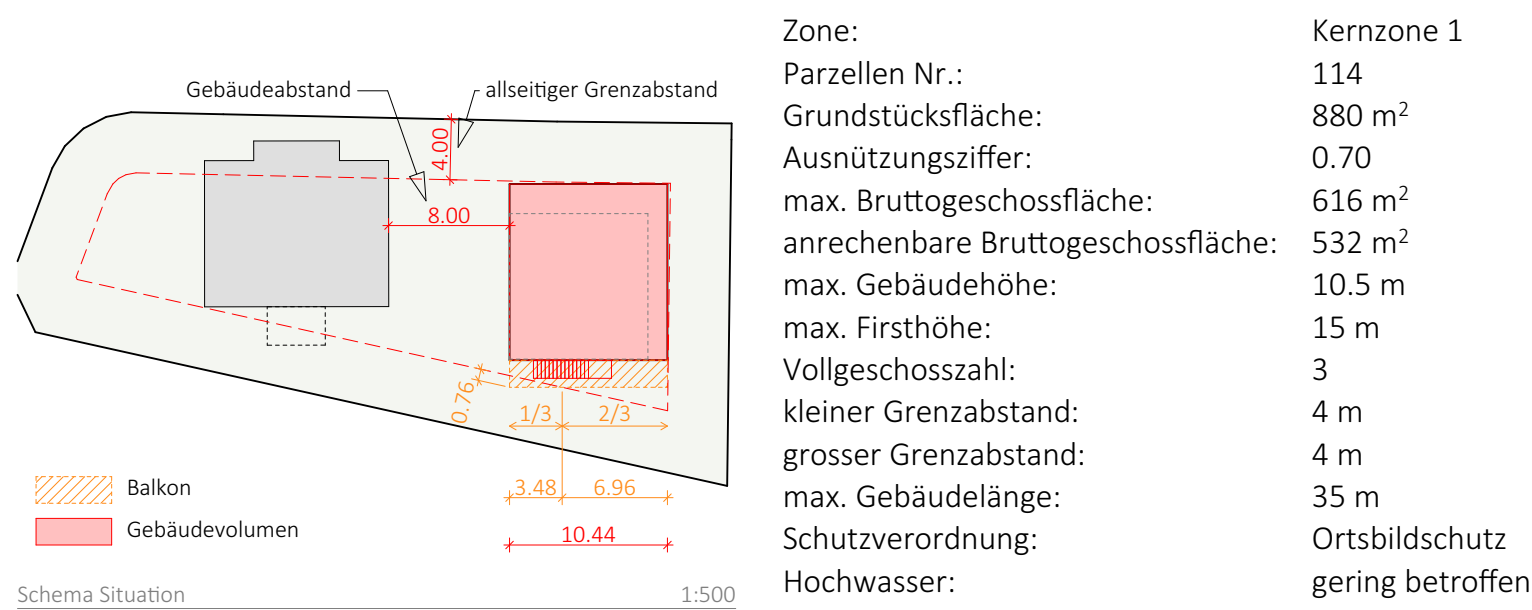 Gebäudeabstand
allseitiger Grenzabstand
4.00
8.00
0.76
1/3 2/3
3.48 6.96
10.44
Balkon
Gebäudevolumen
Schema Situation 1:500
Zone: Kernzone 1
Parzellen Nr.: 114
Grundstücksfläche: 880 m²
Ausnützungsziffer: 0.70
max. Bruttogeschossfläche: 616 m²
anrechenbare Bruttogeschossfläche: 532 m²
max. Gebäudehöhe: 10.5 m
max. Firsthöhe: 15 m
Vollgeschosszahl: 3
kleiner Grenzabstand: 4 m
grosser Grenzabstand: 4 m
max. Gebäudelänge: 35 m
Schutzverordnung: Ortsbildschutz
Hochwasser: gering betroffen